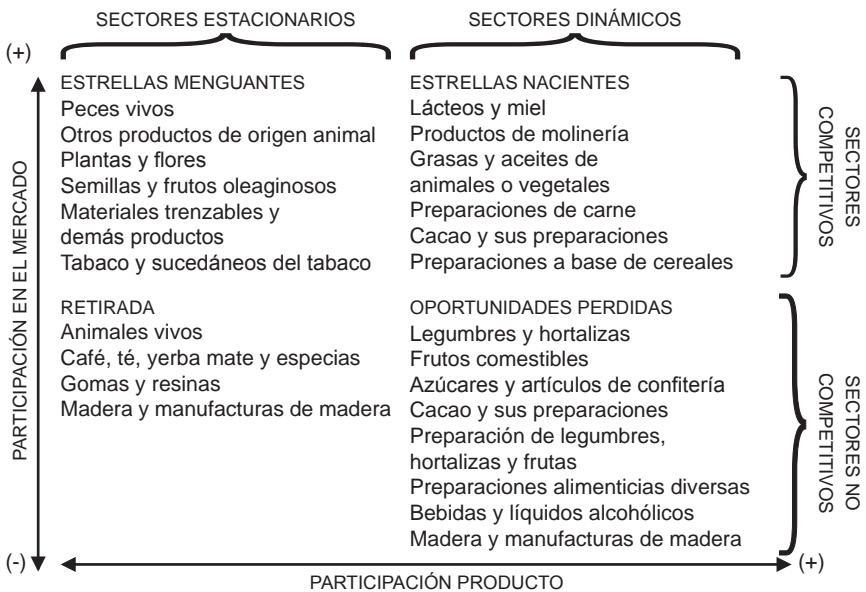 SECTORES ESTACIONARIOS
SECTORES DINÁMICOS
(+)
ESTRELLAS MENGUANTES
Peces vivos
Otros productos de origen animal
Plantas y flores
Semillas y frutos oleaginosos
Materiales trenzables y
demás productos
Tabaco y sucedáneos del tabaco
ESTRELLAS NACIENTES
Lácteos y miel
Productos de molinería
Grasas y aceites de
animales o vegetales
Preparaciones de carne
Cacao y sus preparaciones
Preparaciones a base de cereales
SECTORES
COMPETITIVOS
PARTICIPACIÓN EN EL MERCADO
RETIRADA
Animales vivos
Café, té, yerba mate y especias
Gomas y resinas
Madera y manufacturas de madera
OPORTUNIDADES PERDIDAS
Legumbres y hortalizas
Frutos comestibles
Azúcares y artículos de confitería
Cacao y sus preparaciones
Preparación de legumbres,
hortalizas y frutas
Preparaciones alimenticias diversas
Bebidas y líquidos alcohólicos
Madera y manufacturas de madera
SECTORES NO
COMPETITIVOS
(-)
(+)
PARTICIPACIÓN PRODUCTO